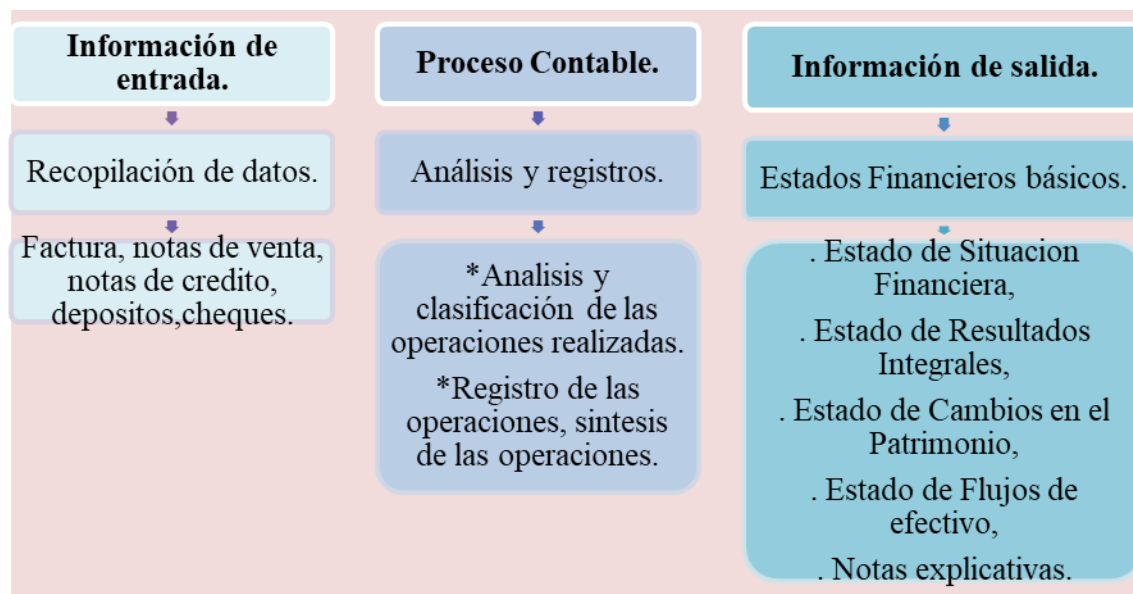 Información de
entrada.
Recopilación de datos.
Factura, notas de venta,
notas de credito,
depositos,cheques.
Proceso Contable.
Análisis y registros.
*Analisis y
clasificación de las
operaciones realizadas.
*Registro de las
operaciones, sintesis
de las operaciones.
Información de salida.
Estados Financieros básicos.
. Estado de Situacion
Financiera,
. Estado de Resultados
Integrales,
. Estado de Cambios en el
Patrimonio,
. Estado de Flujos de
efectivo,
. Notas explicativas.